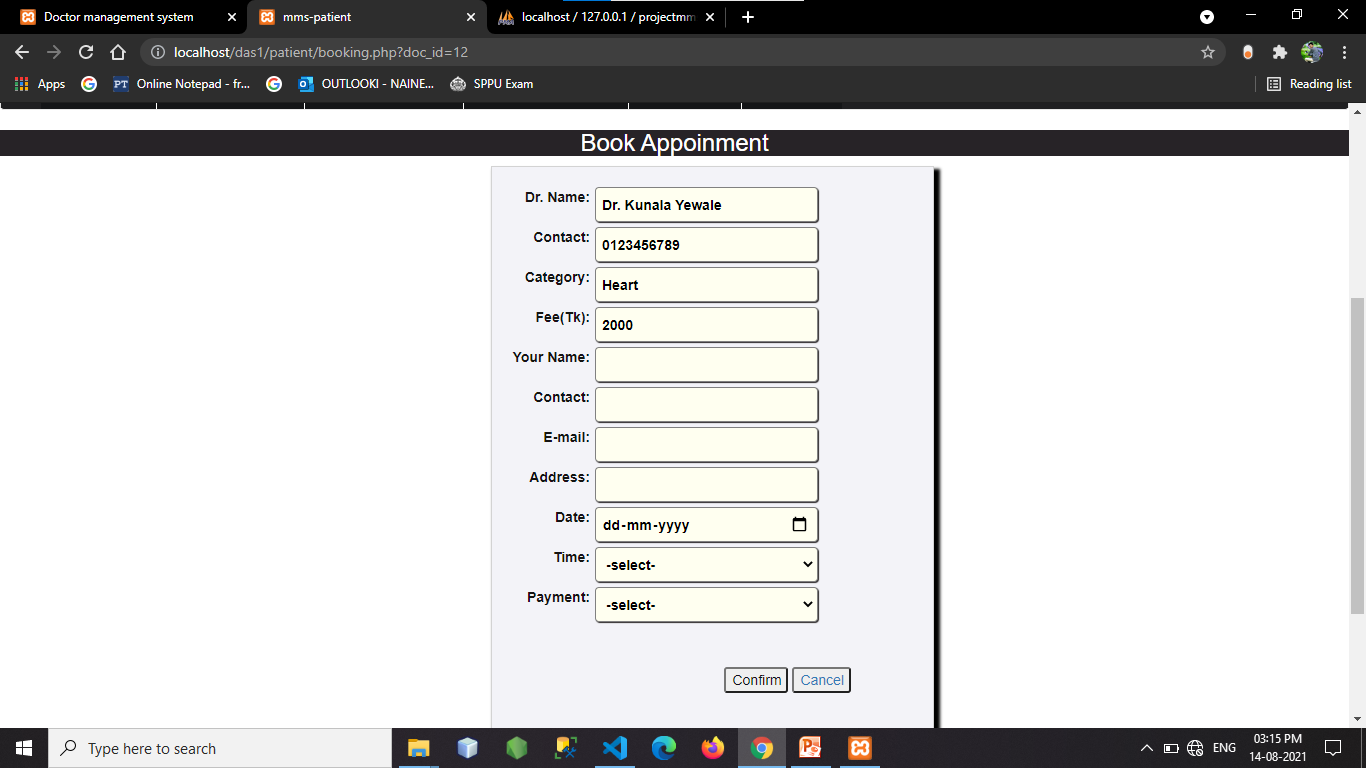 Doctor management system
mms-patient
localhost / 127.0.0.1 / projectmm
localhost/das1/patient/booking.php?doc_id=12
Apps
PT
Online Notepad - fr...
OUTLOOKI - NAINE...
SPPU Exam
Reading list
Book Appoinment
Dr. Name: Dr. Kunala Yewale
Contact: 0123456789
Category: Heart
Fee(Tk): 2000
Your Name:
Contact:
E-mail:
Address:
Date: dd-mm-yyyy
Time: -select-
Payment: -select-
Confirm Cancel
Type here to search
ENG
03:15 PM
14-08-2021